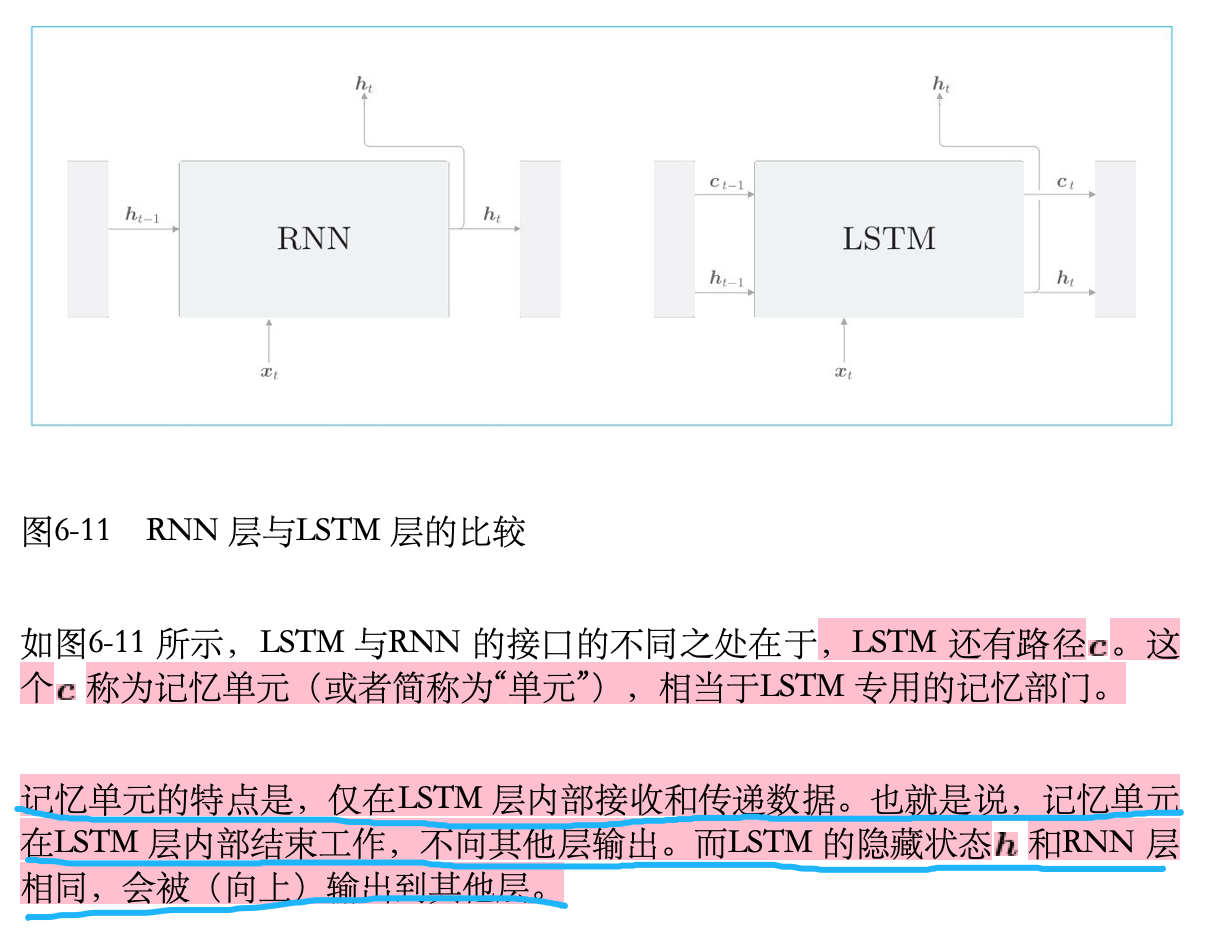 h_t h_t
c_{t-1} c_t
h_{t-1} RNN h_t LSTM
h_{t-1} h_t
x_t x_t
图6-11 RNN 层与LSTM 层的比较
如图6-11 所示，LSTM 与RNN 的接口的不同之处在于，LSTM 还有路径c。这
个c 称为记忆单元（或者简称为“单元”），相当于LSTM 专用的记忆部门。
记忆单元的特点是，仅在LSTM 层内部接收和传递数据。也就是说，记忆单元
在LSTM 层内部结束工作，不向其他层输出。而LSTM 的隐藏状态h 和RNN 层
相同，会被（向上）输出到其他层。